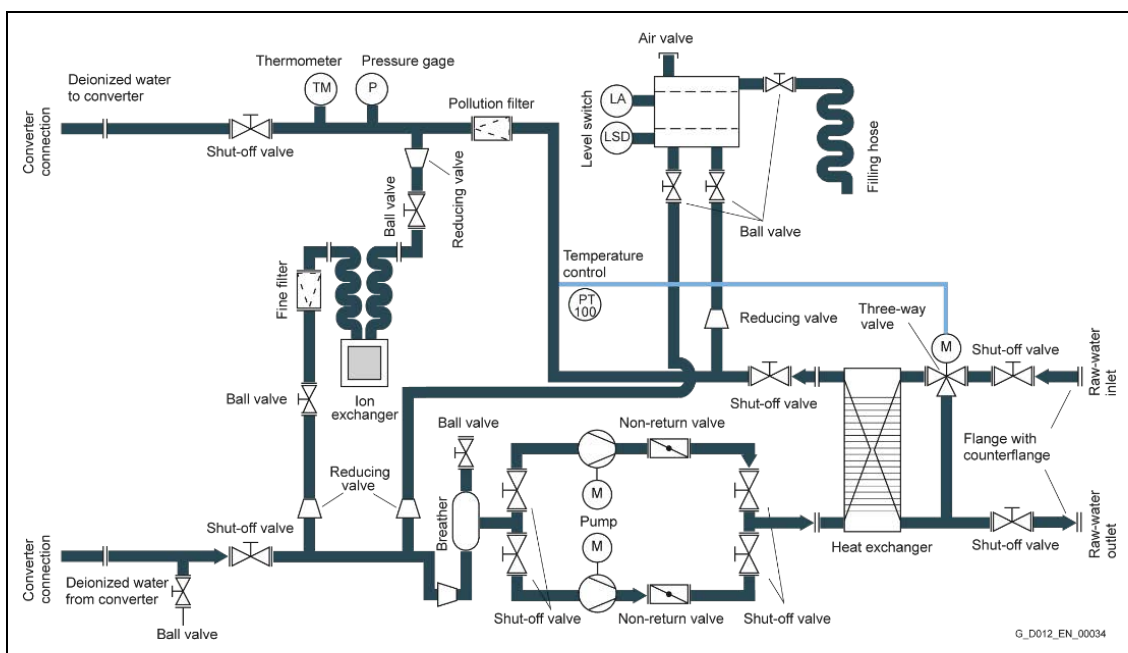 Air valve
Thermometer
Pressure gage
Deionized water
to converter
TM
P
Pollution filter
LA
LSD
Level switch
Filling hose
Converter
connection
Shut-off valve
Reducing valve
Ball valve
Ball valve
Temperature
control
PT
100
Fine filter
Three-way
valve
Reducing valve
M
Shut-off valve
Raw-water
inlet
Ion
exchanger
Ball valve
Shut-off valve
Ball valve
Non-return valve
Flange with
counterflange
Reducing
valve
M
Breather
Pump
Shut-off valve
M
Heat exchanger
Shut-off valve
Raw-water
outlet
Converter
connection
Deionized water
from converter
Shut-off valve
Non-return valve
Shut-off valve
Ball valve
G_D012_EN_00034